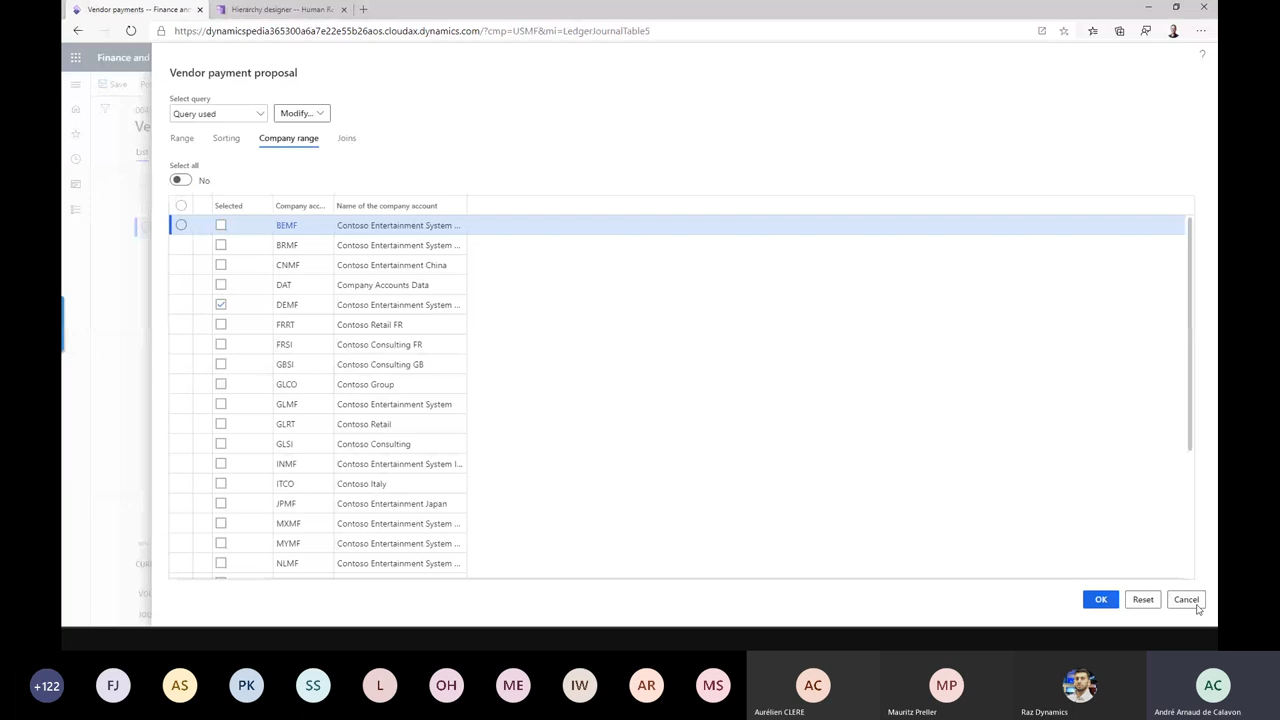 Vendor payments -- Finance and
Hierarchy designer -- Human Re
https://dynamicspedia365300a6a7e22e55b26aos.cloudax.dynamics.com/?cmp=USMF&mi=LedgerJournalTable5
Finance and
Save
?
Vendor payment proposal
Select query
Query used
Modify...
Range
Sorting
Company range
Joins
Select all
No
Selected Company acc... Name of the company account
BEMF Contoso Entertainment System ...
BRMF Contoso Entertainment System ...
CNMF Contoso Entertainment China
DAT Company Accounts Data
DEMF Contoso Entertainment System ...
FRRT Contoso Retail FR
FRSI Contoso Consulting FR
GBSI Contoso Consulting GB
GLCO Contoso Group
GLMF Contoso Entertainment System
GLRT Contoso Retail
GLSI Contoso Consulting
INMF Contoso Entertainment System I...
ITCO Contoso Italy
JPMF Contoso Entertainment Japan
MXMF Contoso Entertainment System ...
MYMF Contoso Entertainment System ...
NLMF Contoso Entertainment System ...
OK Reset Cancel
+122 FJ AS PK SS L OH ME IW AR MS AC MP AC
Aurélien CLERE Mauritz Preller Raz Dynamics André Arnaud de Calavon